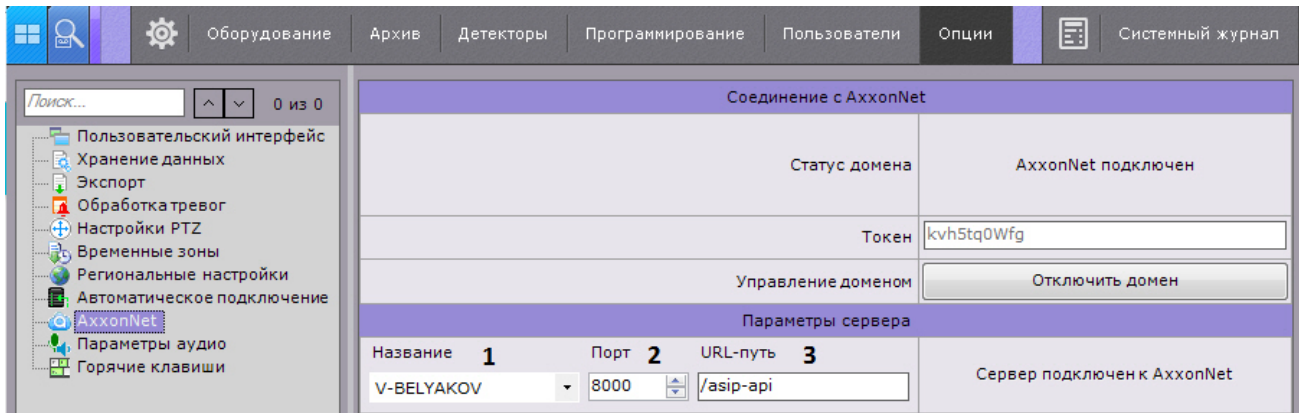 Оборудование Архив Детекторы Программирование Пользователи Опции Системный журнал
Поиск... 0 из 0
Пользовательский интерфейс
Хранение данных
Экспорт
Обработка тревог
Настройки PTZ
Временные зоны
Региональные настройки
Автоматическое подключение
AxxonNet
Параметры аудио
Горячие клавиши
Соединение с AxxonNet
Статус домена AxxonNet подключен
Токен kvh5tq0Wfg
Управление доменом Отключить домен
Параметры сервера
Название 1 Порт 2 URL-путь 3
V-BELYAKOV 8000 /asip-api
Сервер подключен к AxxonNet